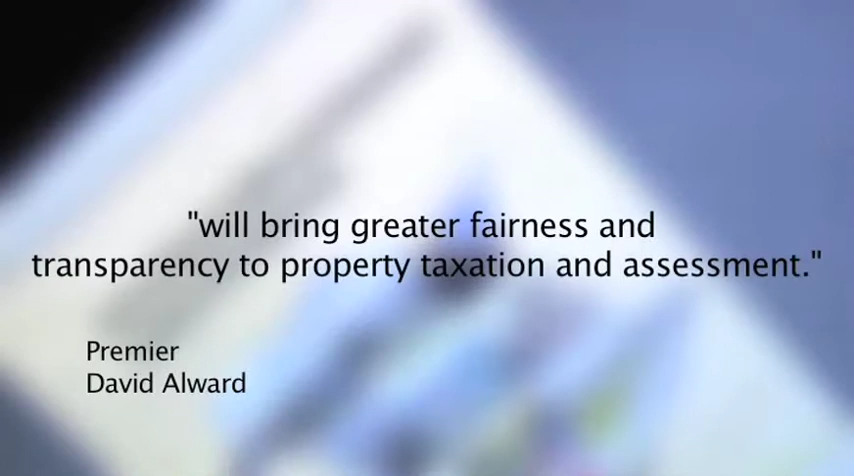 "will bring greater fairness and
transparency to property taxation and assessment."
Premier
David Alward